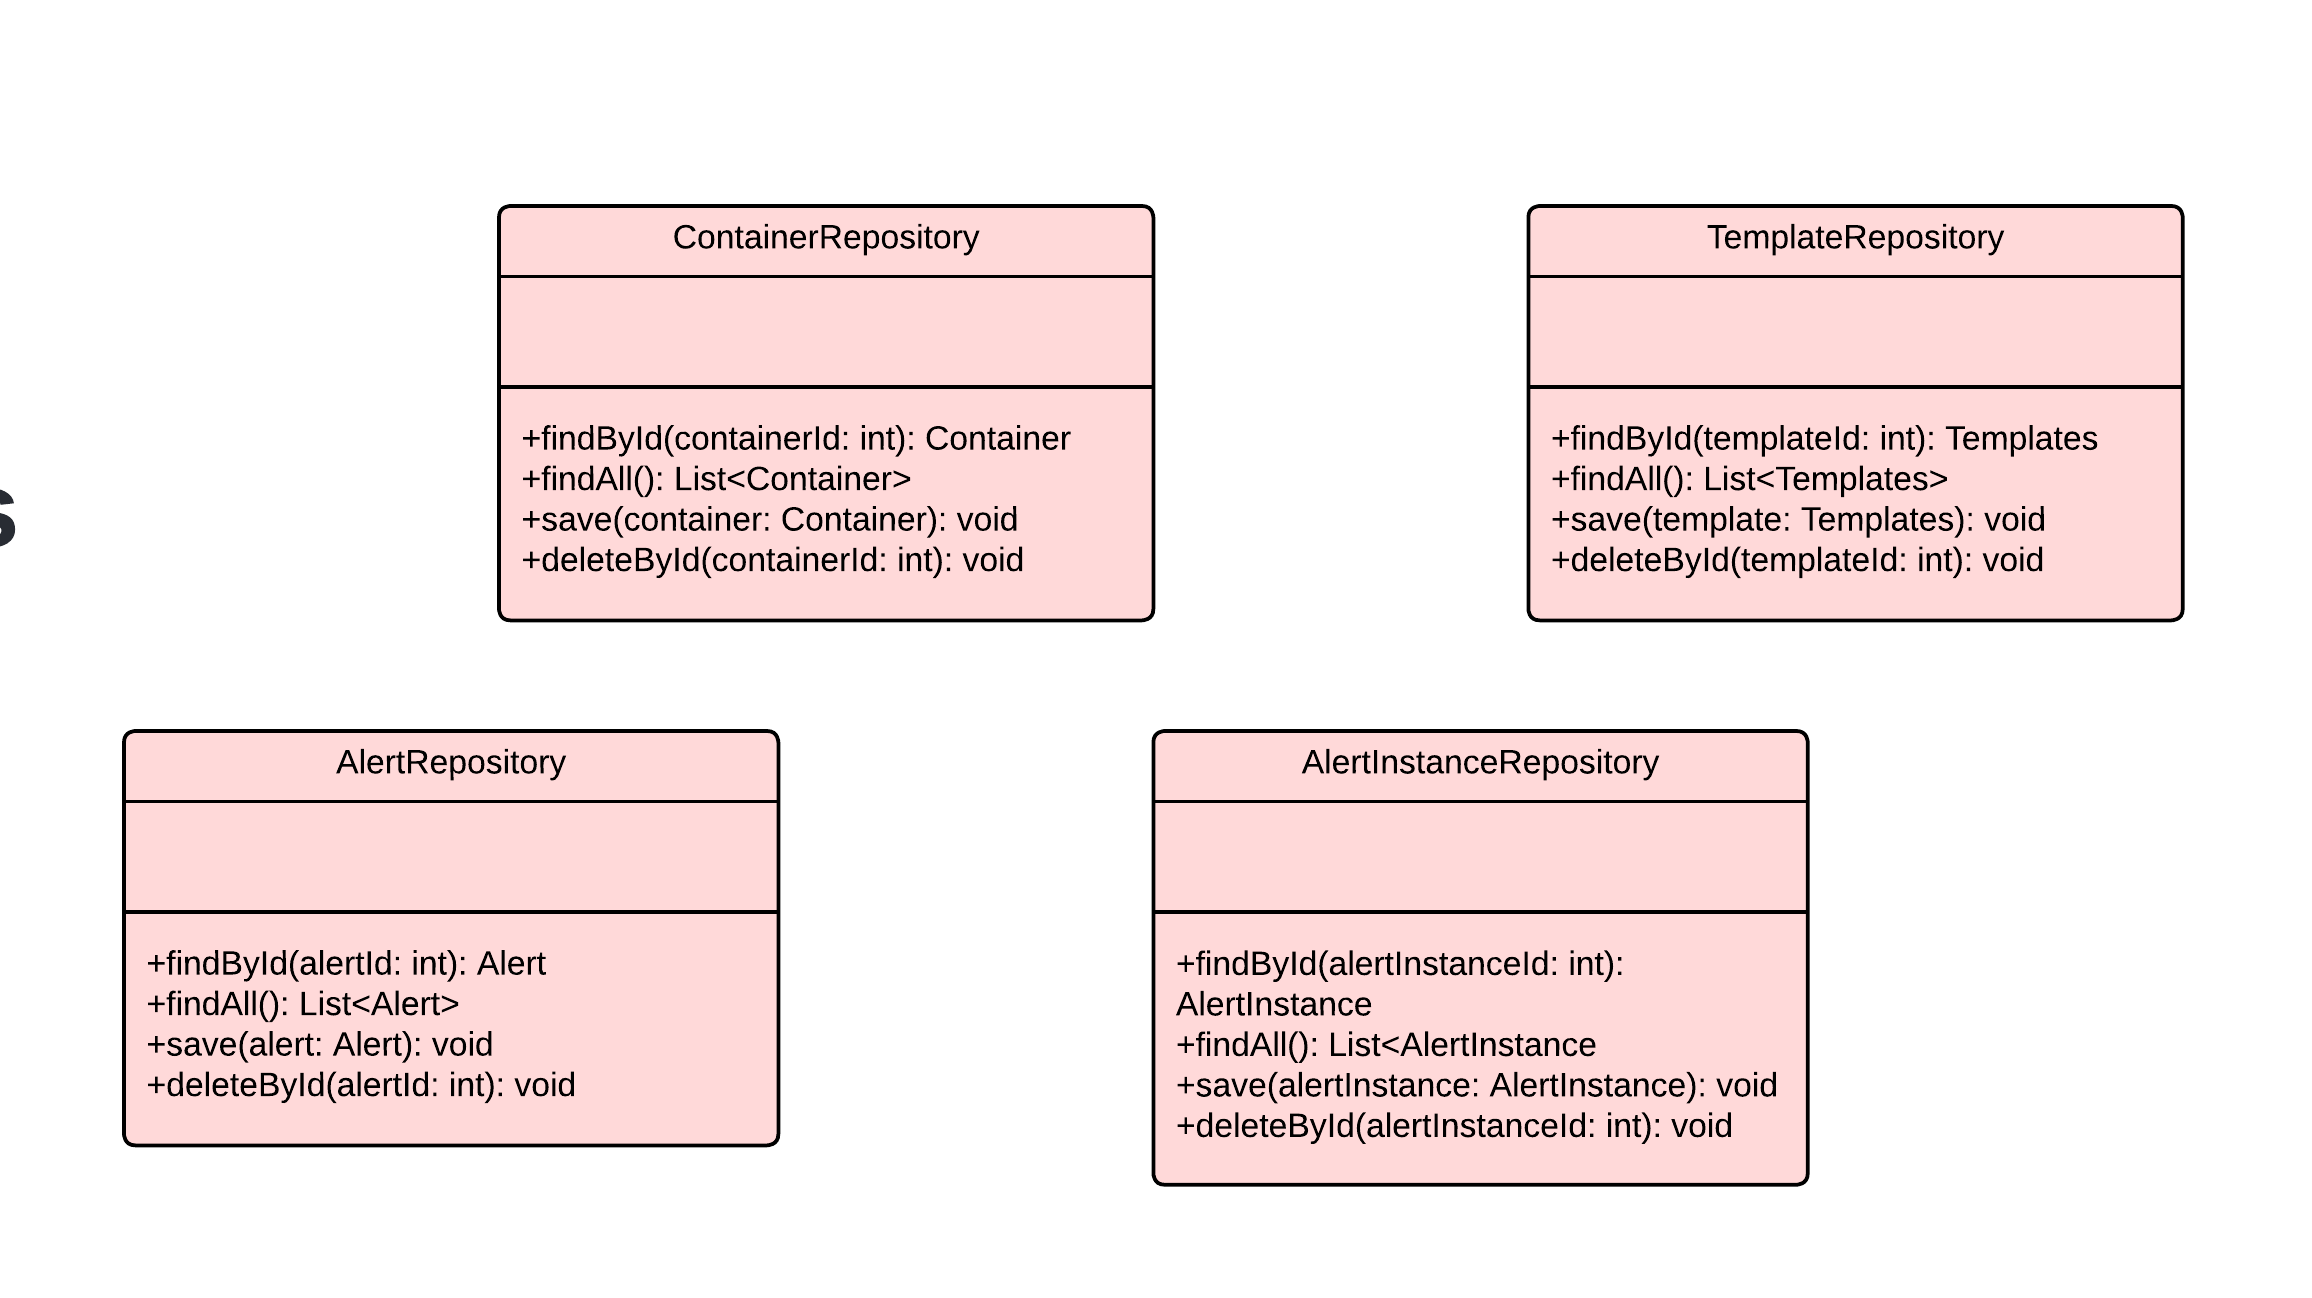 ContainerRepository
+findById(containerId: int): Container
+findAll(): List<Container>
+save(container: Container): void
+deleteById(containerId: int): void
TemplateRepository
+findById(templateId: int): Templates
+findAll(): List<Templates>
+save(template: Templates): void
+deleteById(templateId: int): void
s
AlertRepository
+findById(alertId: int): Alert
+findAll(): List<Alert>
+save(alert: Alert): void
+deleteById(alertId: int): void
AlertInstanceRepository
+findById(alertInstanceId: int):
AlertInstance
+findAll(): List<AlertInstance
+save(alertInstance: AlertInstance): void
+deleteById(alertInstanceId: int): void